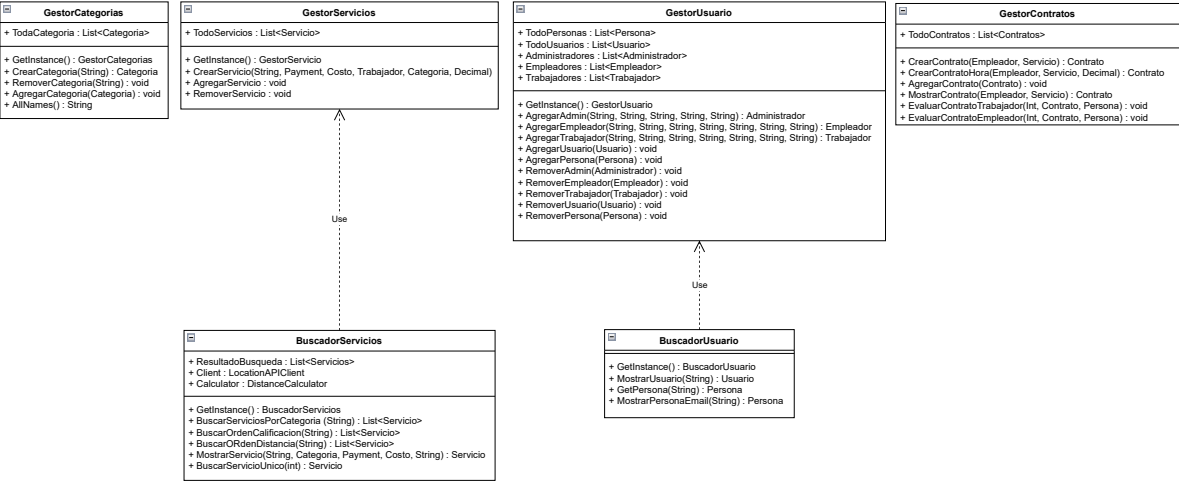 GestorCategorias
+ TodaCategoria : List<Categoria>
+ GetInstance() : GestorCategorias
+ CrearCategoria(String) : Categoria
+ RemoverCategoria(String) : void
+ AgregarCategoria(Categoria) : void
+ AllNames() : String
GestorServicios
+ TodoServicios : List<Servicio>
+ GetInstance() : GestorServicio
+ CrearServicio(String, Payment, Costo, Trabajador, Categoria, Decimal)
+ AgregarServicio : void
+ RemoverServicio : void
GestorUsuario
+ TodoPersonas : List<Persona>
+ TodoUsuarios : List<Usuario>
+ Administradores : List<Administrador>
+ Empleadores : List<Empleador>
+ Trabajadores : List<Trabajador>
+ GetInstance() : GestorUsuario
+ AgregarAdmin(String, String, String, String, String) : Administrador
+ AgregarEmpleador(String, String, String, String, String, String, String) : Empleador
+ AgregarTrabajador(String, String, String, String, String, String, String) : Trabajador
+ AgregarUsuario(Usuario) : void
+ AgregarPersona(Persona) : void
+ RemoverAdmin(Administrador) : void
+ RemoverEmpleador(Empleador) : void
+ RemoverTrabajador(Trabajador) : void
+ RemoverUsuario(Usuario) : void
+ RemoverPersona(Persona) : void
GestorContratos
+ TodoContratos : List<Contratos>
+ CrearContrato(Empleador, Servicio) : Contrato
+ CrearContratoHora(Empleador, Servicio, Decimal) : Contrato
+ AgregarContrato(Contrato) : void
+ MostrarContrato(Empleador, Servicio) : Contrato
+ EvaluarContratoTrabajador(Int, Contrato, Persona) : void
+ EvaluarContratoEmpleador(Int, Contrato, Persona) : void
Use
Use
BuscadorServicios
+ ResultadoBusqueda : List<Servicios>
+ Client : LocationAPIClient
+ Calculator : DistanceCalculator
+ GetInstance() : BuscadorServicios
+ BuscarServiciosPorCategoria (String) : List<Servicio>
+ BuscarOrdenCalificacion(String) : List<Servicio>
+ BuscarORdenDistancia(String) : List<Servicio>
+ MostrarServicio(String, Categoria, Payment, Costo, String) : Servicio
+ BuscarServicioUnico(int) : Servicio
BuscadorUsuario
+ GetInstance() : BuscadorUsuario
+ MostrarUsuario(String) : Usuario
+ GetPersona(String) : Persona
+ MostrarPersonaEmail(String) : Persona